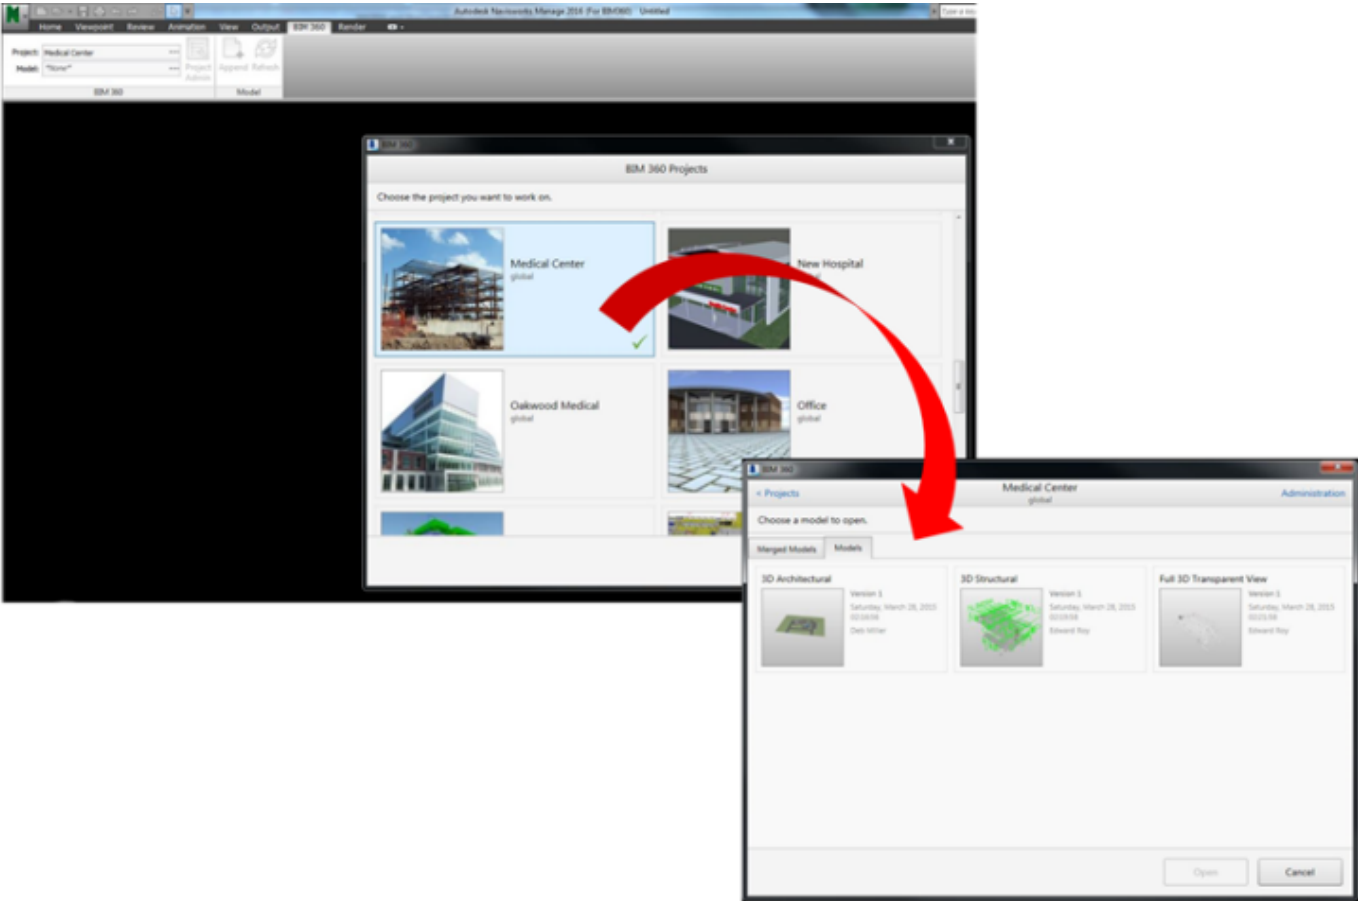 Autodesk Navisworks Manage 2016 (For BIM360) Untitled
Home Viewpoint Review Animation View Output BIM 360 Render
Project: Medical Center
Model: "None"
Project Admin
Append Refresh
BIM 360 Model
BIM 360
BIM 360 Projects
Choose the project you want to work on.
Medical Center
global
New Hospital
Oakwood Medical
global
Office
global
BIM 360
< Projects
Medical Center
global
Administration
Choose a model to open.
Merged Models Models
3D Architectural
Version 1
Saturday, March 28, 2015
Deb Miller
3D Structural
Version 1
Saturday, March 28, 2015
Edward Roy
Full 3D Transparent View
Version 1
Saturday, March 28, 2015
Edward Roy
Open Cancel